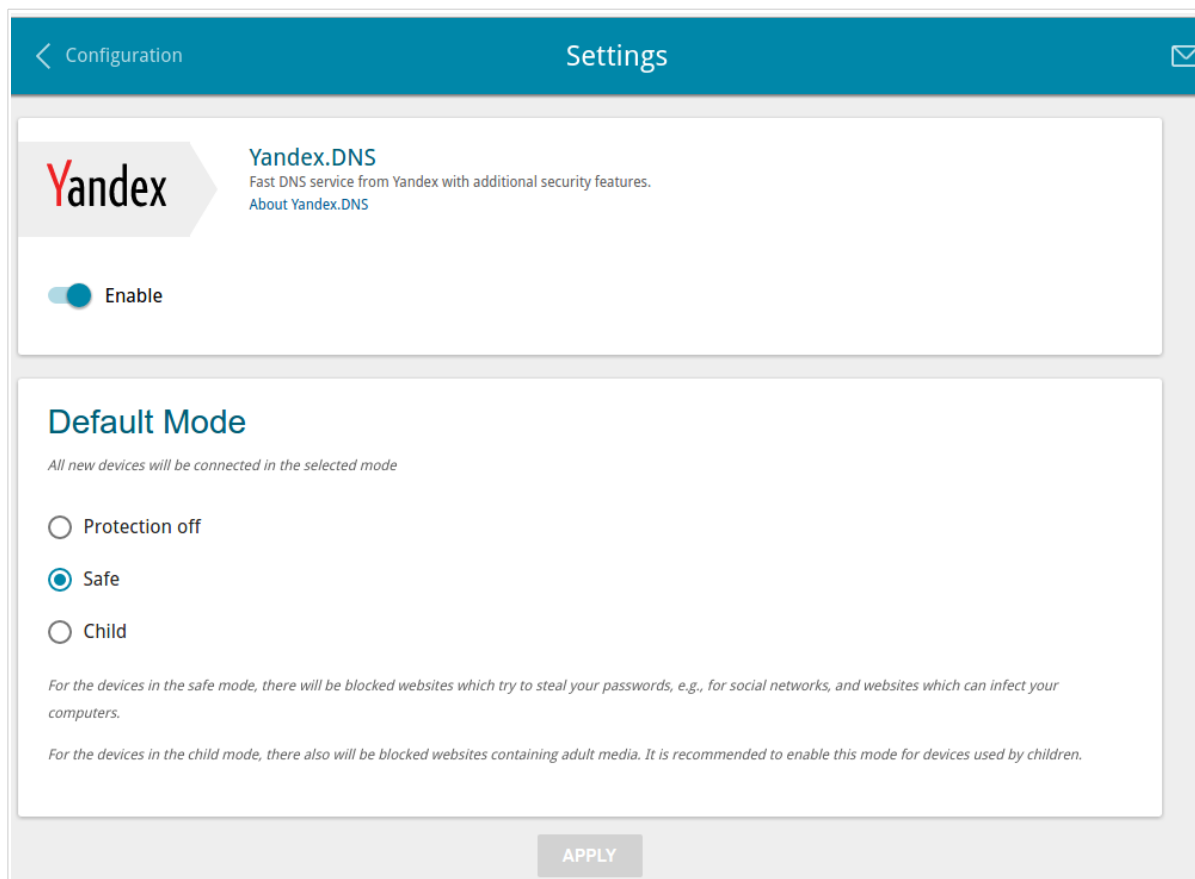 Configuration
Settings
Yandex
Yandex.DNS
Fast DNS service from Yandex with additional security features.
About Yandex.DNS
Enable
Default Mode
All new devices will be connected in the selected mode
Protection off
Safe
Child
For the devices in the safe mode, there will be blocked websites which try to steal your passwords, e.g., for social networks, and websites which can infect your
computers.
For the devices in the child mode, there also will be blocked websites containing adult media. It is recommended to enable this mode for devices used by children.
APPLY